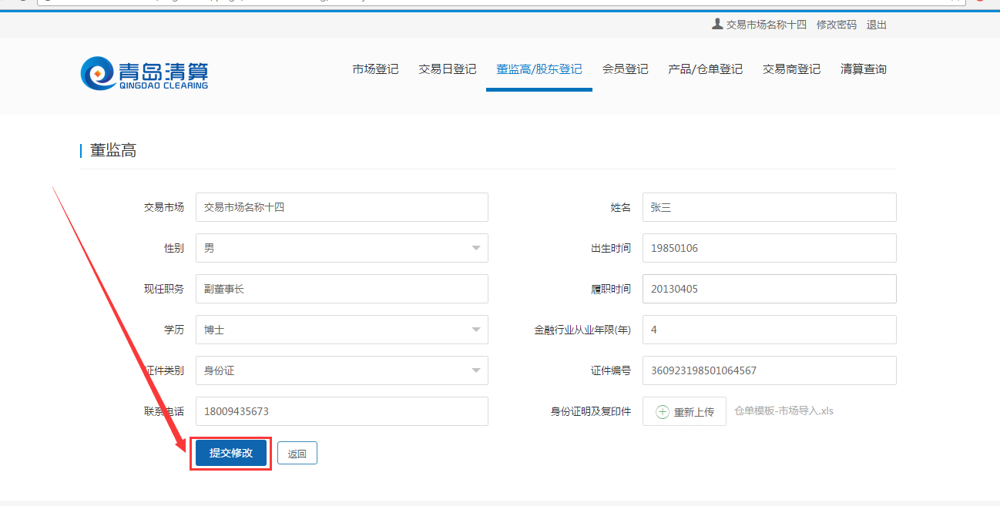 交易市场名称十四 修改密码 退出
青岛清算
QINGDAO CLEARING
市场登记 交易日登记 董监高/股东登记 会员登记 产品/仓单登记 交易商登记 清算查询
董监高
交易市场 交易市场名称十四 姓名 张三
性别 男 出生时间 19850106
现任职务 副董事长 履职时间 20130405
学历 博士 金融行业从业年限(年) 4
证件类别 身份证 证件编号 360923198501064567
联系电话 18009435673 身份证明及复印件 重新上传 仓单模板-市场导入.xls
提交修改 返回